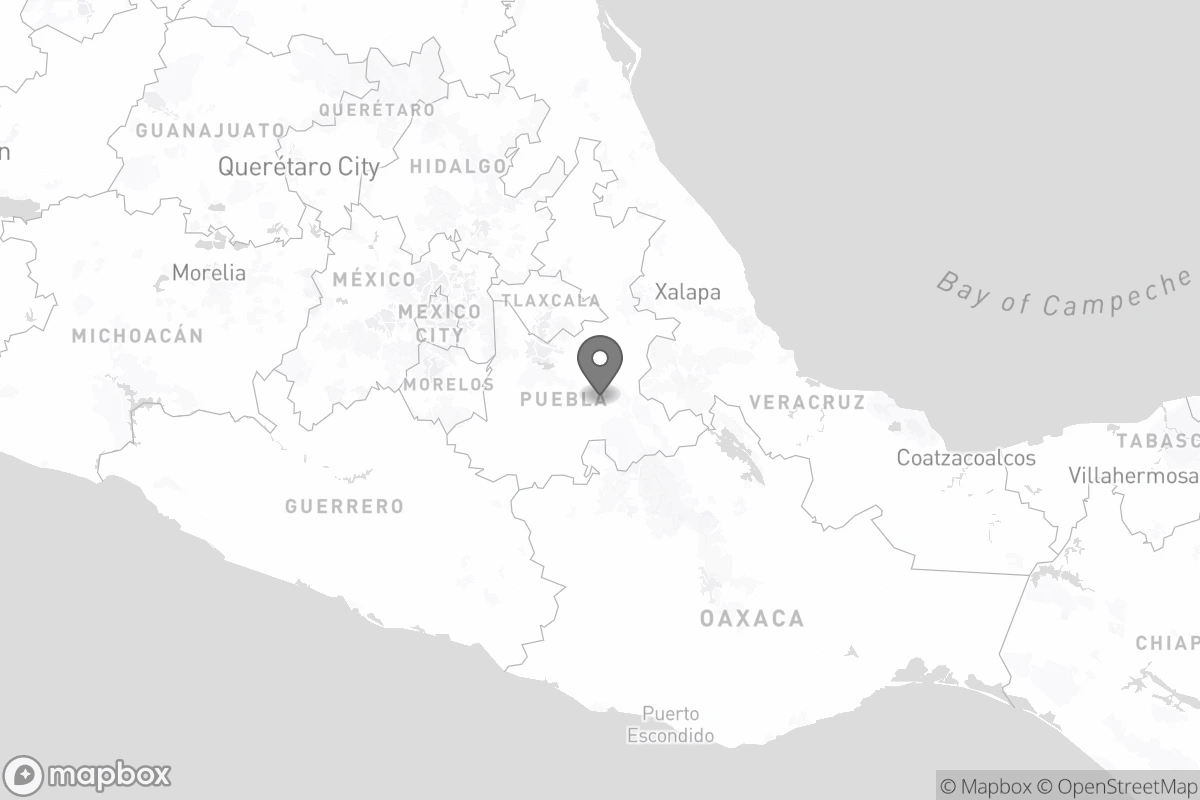 QUERÉTARO
GUANAJUATO
n
Querétaro City
HIDALGO
Morelia
MÉXICO
TLAXCALA
Xalapa
Bay of Campeche
MEXICO
CITY
MICHOACÁN
MORELOS
PUEBLA
VERACRUZ
TABASC
Coatzacoalcos
Villahermosa
GUERRERO
OAXACA
CHIAP
Puerto
Escondido
mapbox
© Mapbox © OpenStreetMap